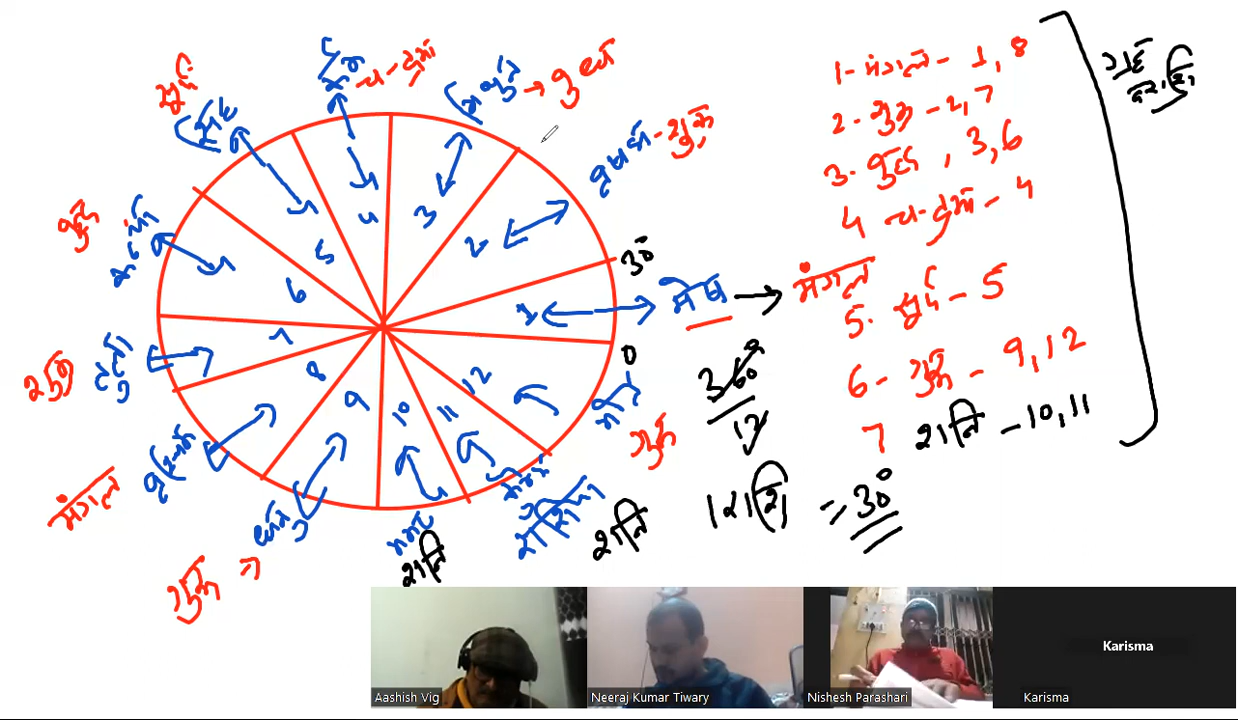 1- मंगल - 1, 8
2 - शुक्र - 2, 7
3. बुध, 3, 6
4 चन्द्रमा - 4
5. सूर्य - 5
6 - गुरु - 9, 12
7 शनि - 10, 11
मेष → मंगल
वृषभ - शुक्र
कर्क
चन्द्रमा
सिंह
सूर्य
कन्या
बुध
तुला
मंगल
धनु
गुरु
मकर
शनि
शनि
मीन
गुरु
1
2
3
4
5
6
7
8
9
10
11
12
0
30°
360°
12
1 राशि = 30°
Aashish Vig
Neeraj Kumar Tiwary
Nishesh Parashari
Karisma
Karisma